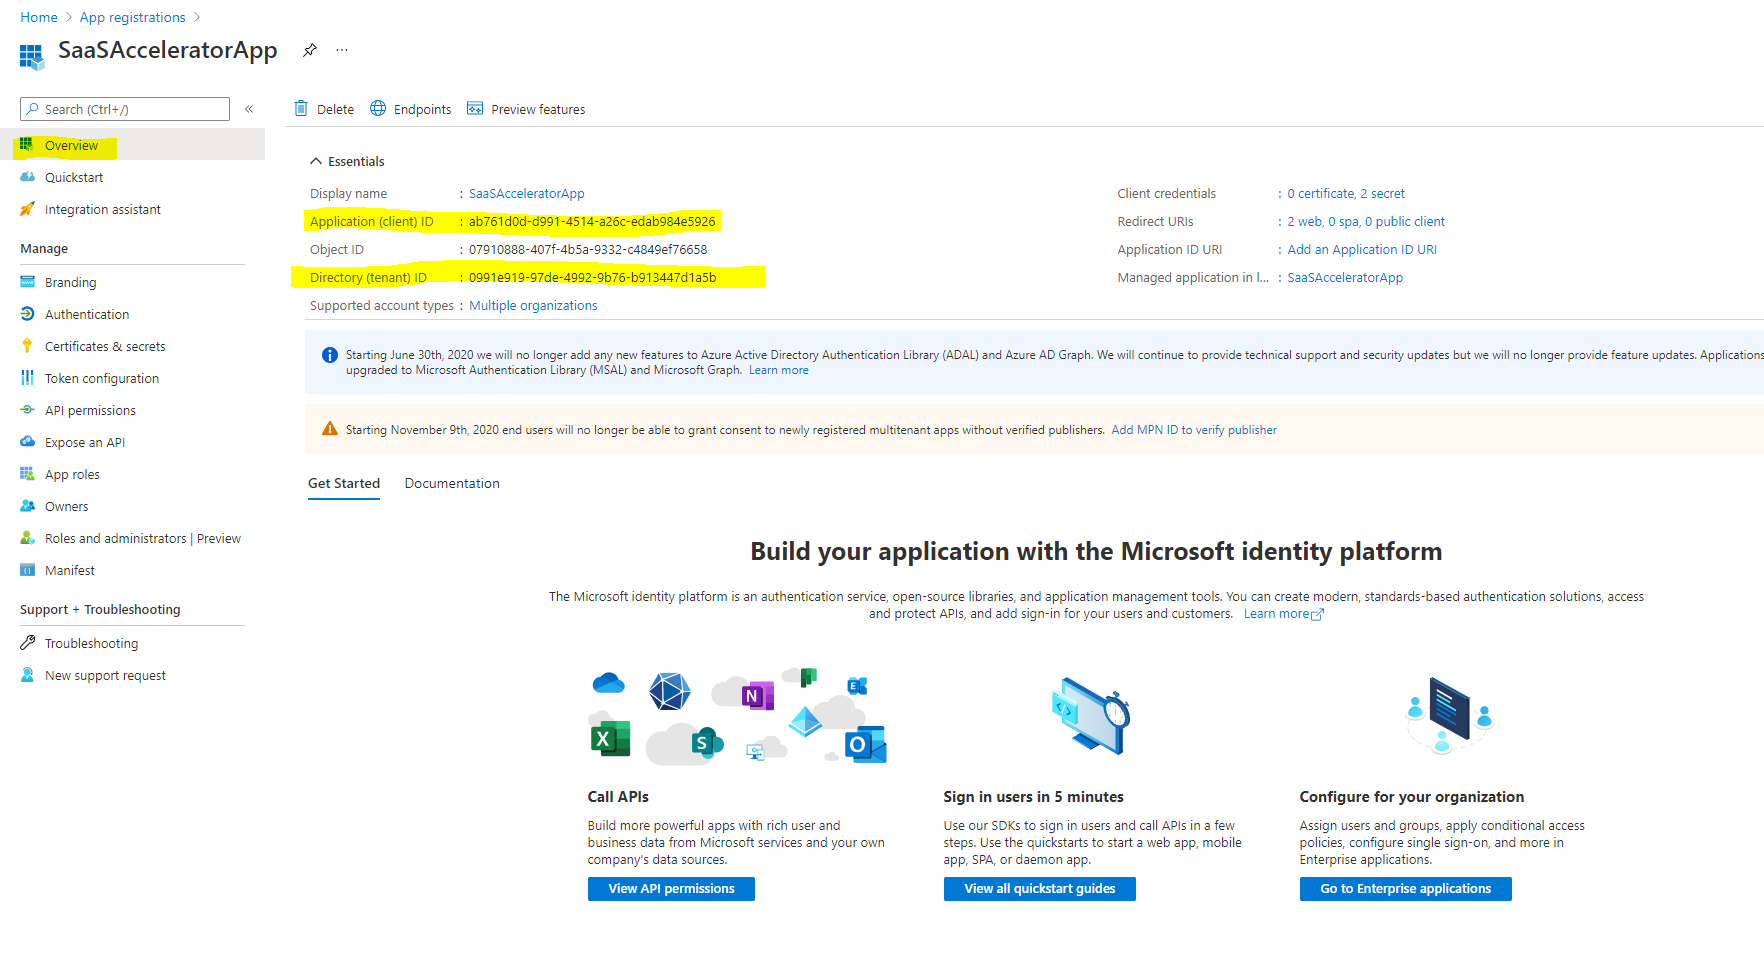 Home > App registrations >
SaaSAcceleratorApp ...
Search (Ctrl+/) «
Overview
Quickstart
Integration assistant
Manage
Branding
Authentication
Certificates & secrets
Token configuration
API permissions
Expose an API
App roles
Owners
Roles and administrators | Preview
Manifest
Support + Troubleshooting
Troubleshooting
New support request
Delete Endpoints Preview features
Essentials
Display name : SaaSAcceleratorApp
Application (client) ID : ab761d0d-d991-4514-a26c-edab984e5926
Object ID : 07910888-407f-4b5a-9332-c4849ef76658
Directory (tenant) ID : 0991e919-97de-4992-9b76-b913447d1a5b
Supported account types : Multiple organizations
Client credentials : 0 certificate, 2 secret
Redirect URIs : 2 web, 0 spa, 0 public client
Application ID URI : Add an Application ID URI
Managed application in l... : SaaSAcceleratorApp
Starting June 30th, 2020 we will no longer add any new features to Azure Active Directory Authentication Library (ADAL) and Azure AD Graph. We will continue to provide technical support and security updates but we will no longer provide feature updates. Applications
upgraded to Microsoft Authentication Library (MSAL) and Microsoft Graph. Learn more
Starting November 9th, 2020 end users will no longer be able to grant consent to newly registered multitenant apps without verified publishers. Add MPN ID to verify publisher
Get Started Documentation
Build your application with the Microsoft identity platform
The Microsoft identity platform is an authentication service, open-source libraries, and application management tools. You can create modern, standards-based authentication solutions, access
and protect APIs, and add sign-in for your users and customers. Learn more
N
E
X
S
O
Call APIs
Build more powerful apps with rich user and
business data from Microsoft services and your own
company's data sources.
View API permissions
Sign in users in 5 minutes
Use our SDKs to sign in users and call APIs in a few
steps. Use the quickstarts to start a web app, mobile
app, SPA, or daemon app.
View all quickstart guides
Configure for your organization
Assign users and groups, apply conditional access
policies, configure single sign-on, and more in
Enterprise applications.
Go to Enterprise applications